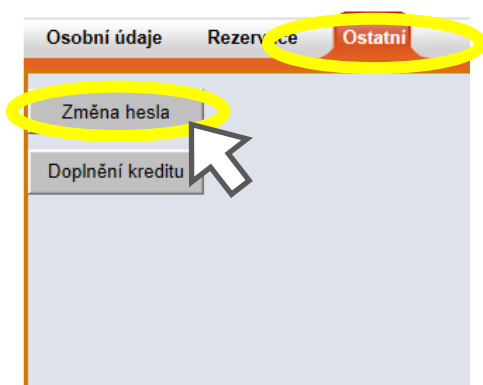 Osobní údaje Rezervace Ostatní
Změna hesla
Doplnění kreditu